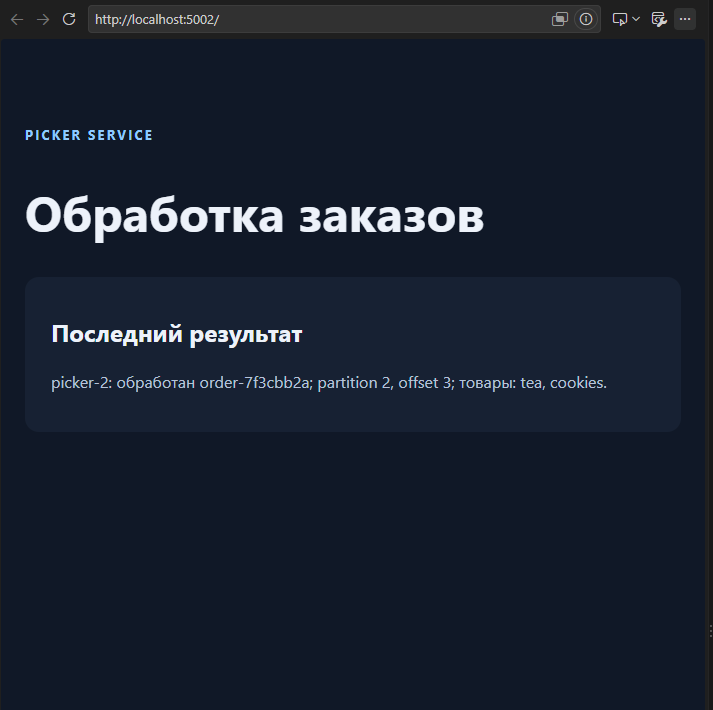 http://localhost:5002/
PICKER SERVICE
Обработка заказов
Последний результат
picker-2: обработан order-7f3cbb2a; partition 2, offset 3; товары: tea, cookies.